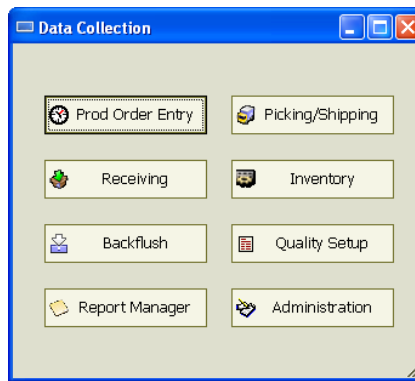 Data Collection
Prod Order Entry
Picking/Shipping
Receiving
Inventory
Backflush
Quality Setup
Report Manager
Administration